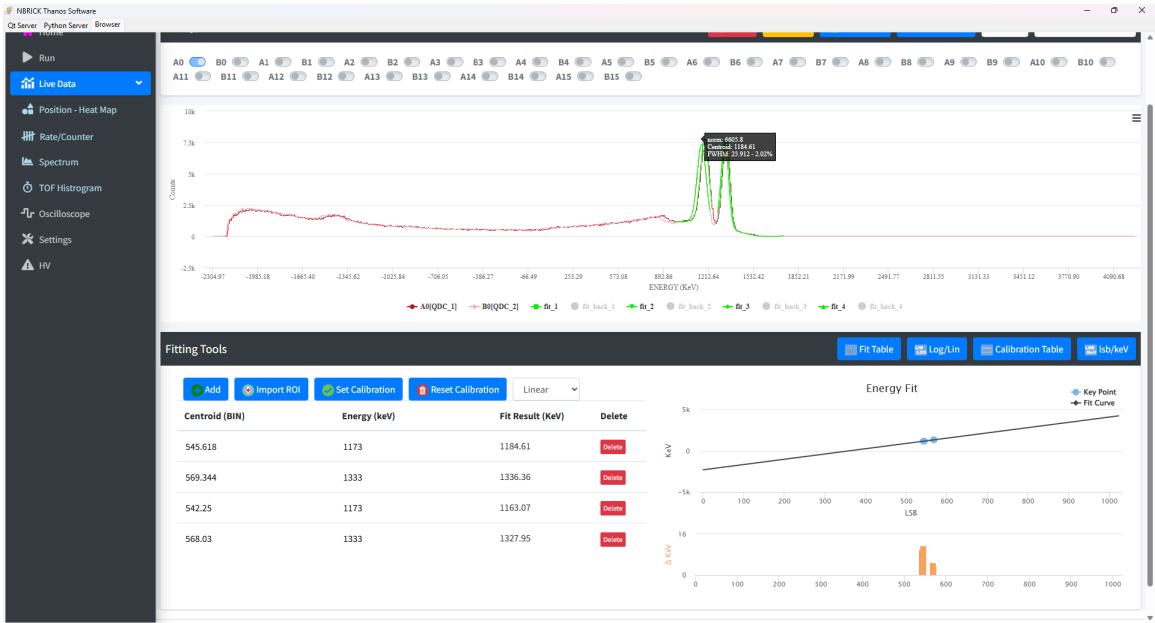 NBRICK Thanos Software
Qt Server Python Server Browser
Home
Run
Live Data
Position - Heat Map
Rate/Counter
Spectrum
TOF Histrogram
Oscilloscope
Settings
HV
A0 B0 A1 B1 A2 B2 A3 B3 A4 B4 A5 B5 A6 B6 A7 B7 A8 B8 A9 B9 A10 B10
A11 B11 A12 B12 A13 B13 A14 B14 A15 B15
10k
7.5k
5k
2.5k
0
-2.5k
Counts
norm: 6605.8
Centroid: 1184.61
FWHM: 23.912 - 2.02%
-2304.97 -1985.18 -1665.40 -1345.62 -1025.84 -706.05 -386.27 -66.49 253.29 573.08 892.86 1212.64 1532.42 1852.21 2171.99 2491.77 2811.55 3131.33 3451.12 3770.90 4090.68
ENERGY (KeV)
A0[QDC_1] B0[QDC_2] fit_1 fit_back_1 fit_2 fit_back_2 fit_3 fit_back_3 fit_4 fit_back_4
Fitting Tools
Fit Table Log/Lin Calibration Table lsb/keV
Add Import ROI Set Calibration Reset Calibration Linear
Centroid (BIN) Energy (keV) Fit Result (KeV) Delete
545.618 1173 1184.61 Delete
569.344 1333 1336.36 Delete
542.25 1173 1163.07 Delete
568.03 1333 1327.95 Delete
Energy Fit
Key Point
Fit Curve
5k
0
-5k
KeV
0 100 200 300 400 500 600 700 800 900 1000
LSB
16
0
Δ KeV
0 100 200 300 400 500 600 700 800 900 1000